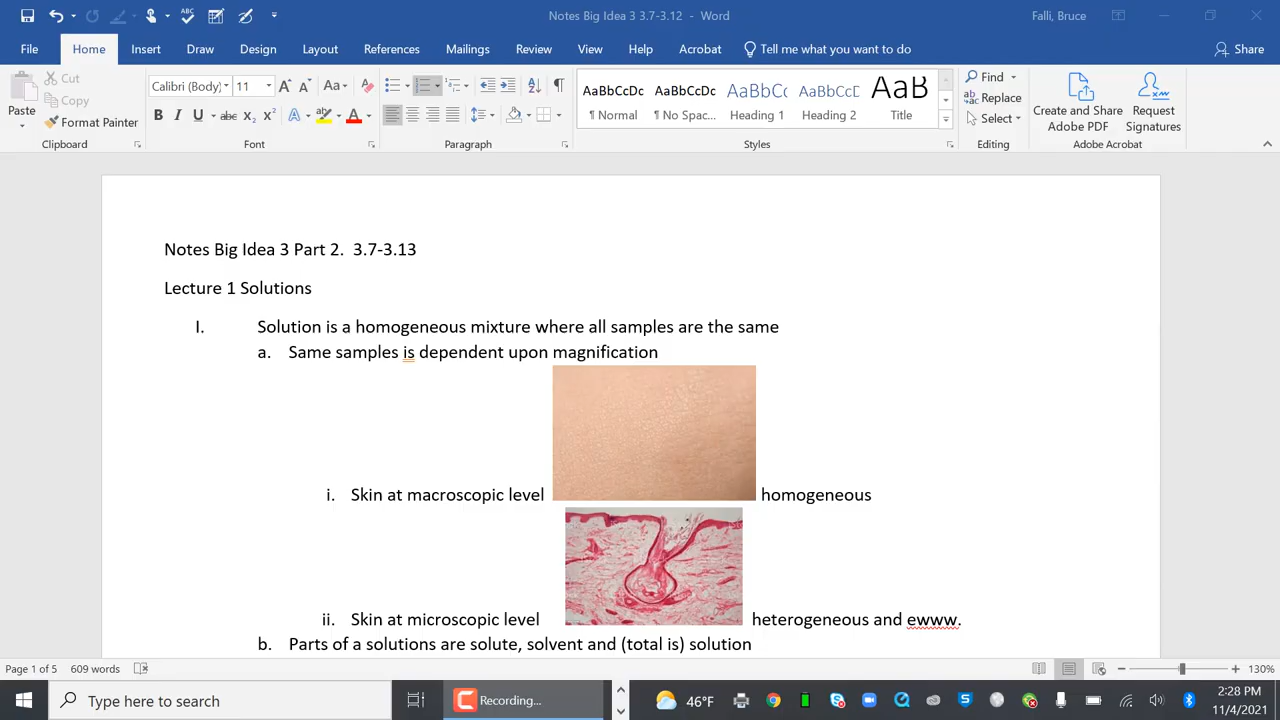 Notes Big Idea 3 3.7-3.12 - Word
Falli, Bruce
File Home Insert Draw Design Layout References Mailings Review View Help Acrobat Tell me what you want to do Share
Paste
Cut
Copy
Format Painter
Clipboard
Calibri (Body) 11
Font
Paragraph
AaBbCcDc AaBbCcDc AaBbCc AaBbCcD AaB
¶ Normal ¶ No Spac... Heading 1 Heading 2 Title
Styles
Find
Replace
Select
Editing
Create and Share Adobe PDF
Request Signatures
Adobe Acrobat
Notes Big Idea 3 Part 2. 3.7-3.13
Lecture 1 Solutions
I. Solution is a homogeneous mixture where all samples are the same
a. Same samples is dependent upon magnification
i. Skin at macroscopic level homogeneous
ii. Skin at microscopic level heterogeneous and ewww.
b. Parts of a solutions are solute, solvent and (total is) solution
Page 1 of 5 609 words 130%
Type here to search
Recording...
46°F
2:28 PM
11/4/2021